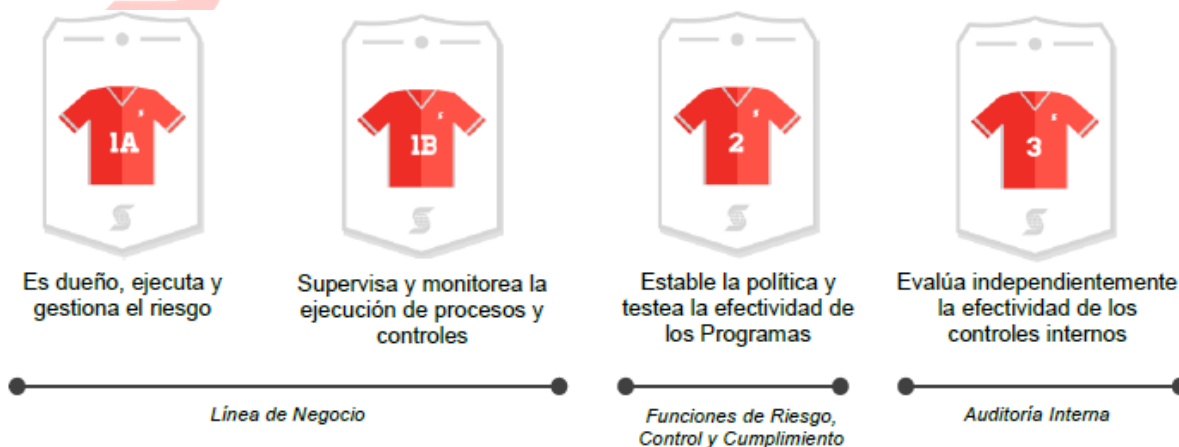 1A
1B
2
3
Es dueño, ejecuta y
gestiona el riesgo
Supervisa y monitorea la
ejecución de procesos y
controles
Estable la política y
testea la efectividad de
los Programas
Evalúa independientemente
la efectividad de los
controles internos
Línea de Negocio
Funciones de Riesgo,
Control y Cumplimiento
Auditoría Interna